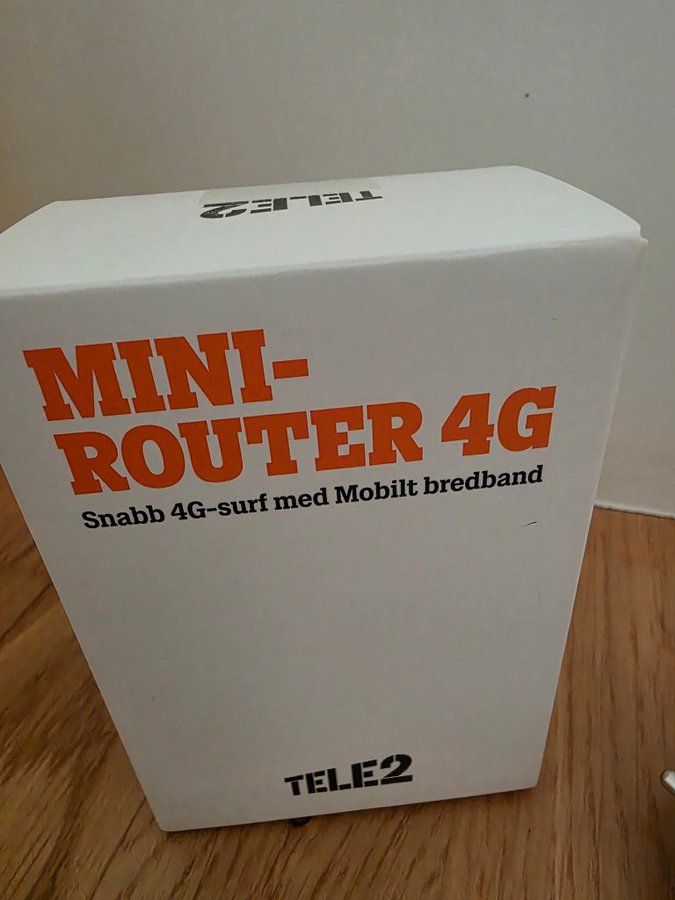 TELE2
MINI-
ROUTER 4G
Snabb 4G-surf med Mobilt bredband
TELE2